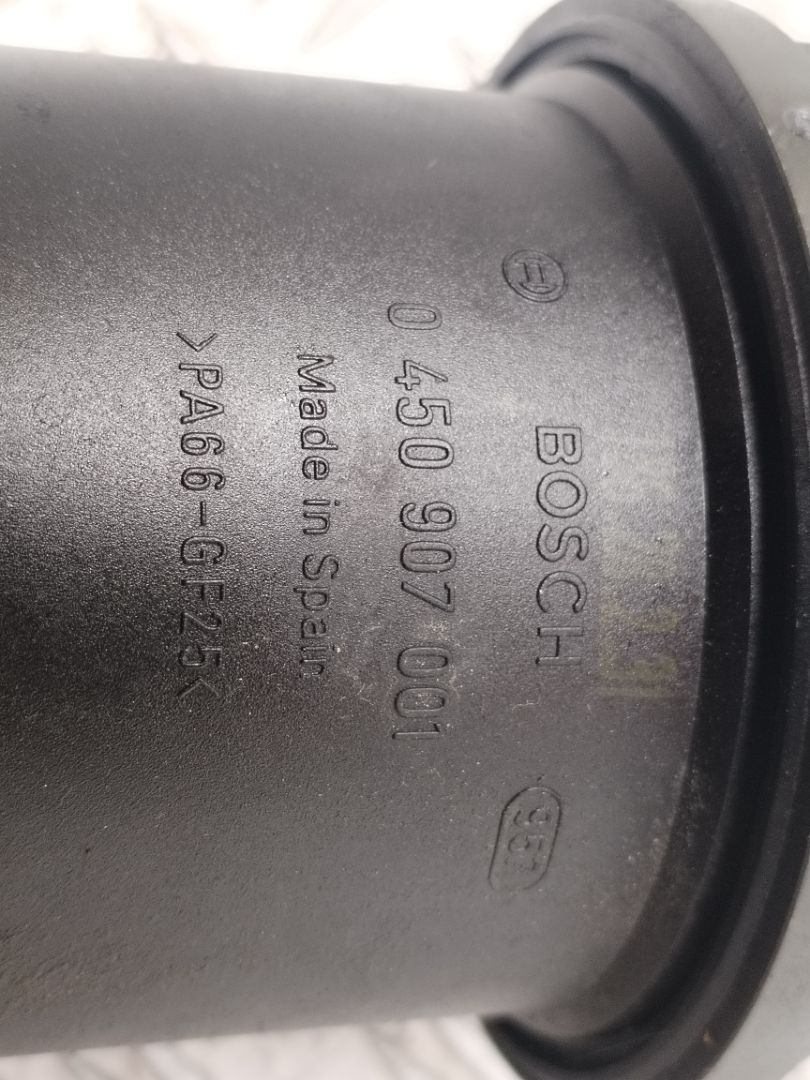 BOSCH
0 450 907 001
Made in Spain
>PA66-GF25<